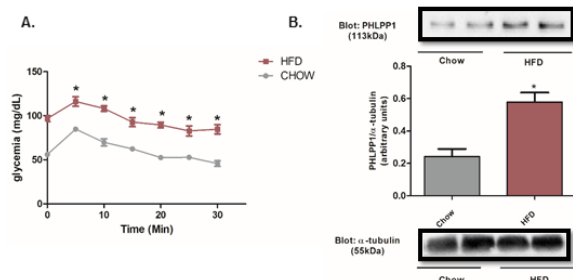 A.
HFD
CHOW
glycemia (mg/dL)
150
100
50
0
* * * * * *
0 10 20 30
Time (Min)
B.
Blot: PHLPP1
(113kDa)
Chow HFD
PHLPP1/α-tubulin
(arbitrary units)
0.8
0.6
0.4
0.2
0.0
*
Chow HFD
Blot: α-tubulin
(55kDa)
Chow HFD